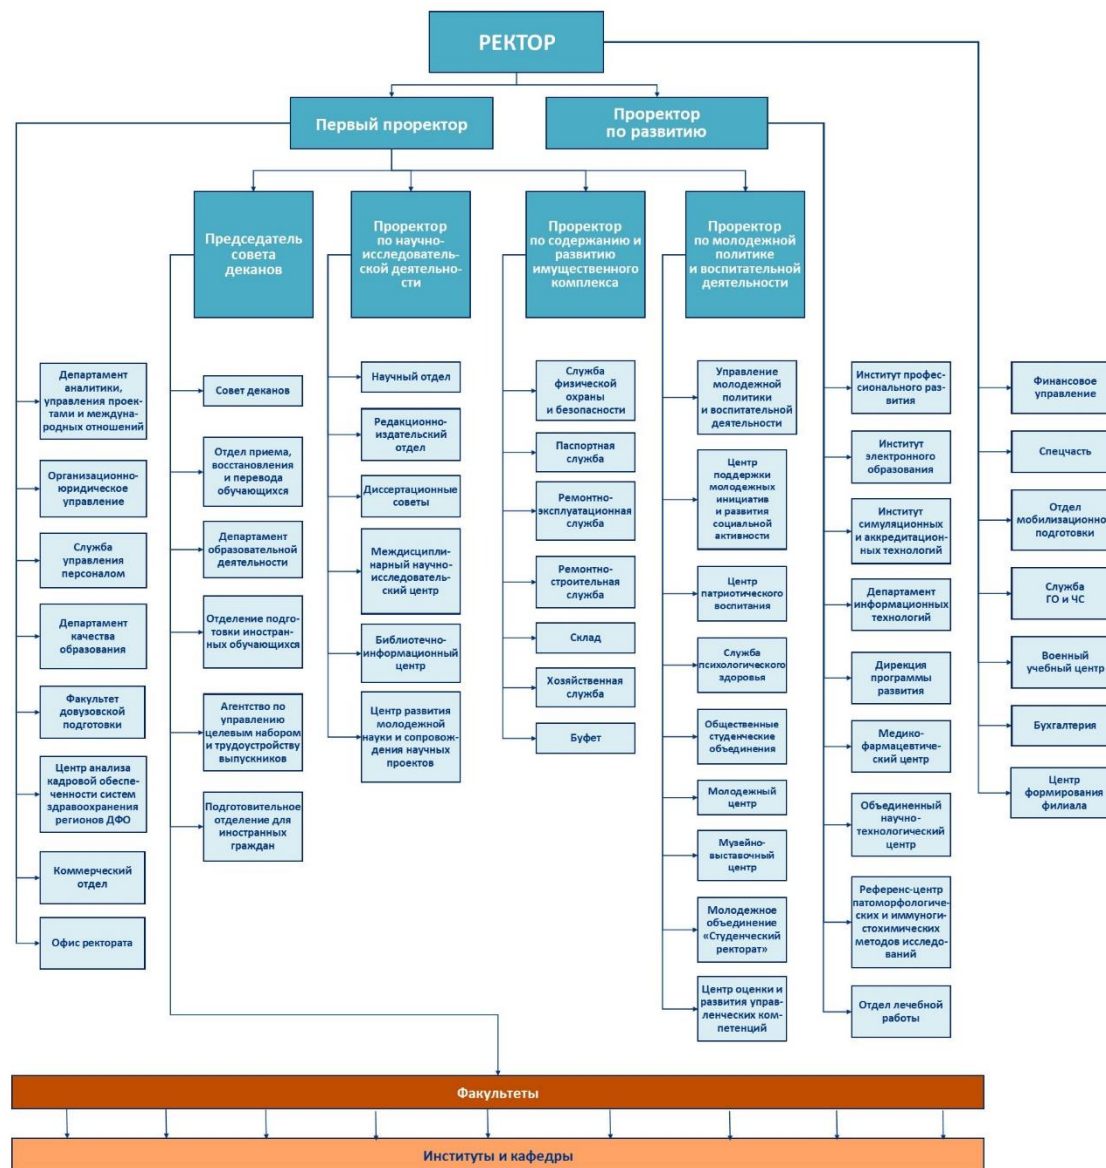 РЕКТОР
Первый проректор
Проректор
по развитию
Председатель
совета
деканов
Проректор
по научно-
исследователь-
ской деятельно-
сти
Проректор
по содержанию и
развитию
имущественного
комплекса
Проректор
по молодежной
политике
и воспитательной
деятельности
Департамент
аналитики,
управления проек-
тами и междуна-
родных отношений
Организационно-
юридическое
управление
Служба
управления
персоналом
Департамент
качества
образования
Факультет
довузовской
подготовки
Центр анализа
кадровой обеспе-
ченности систем
здравоохранения
регионов ДФО
Коммерческий
отдел
Офис ректората
Совет деканов
Отдел приема,
восстановления
и перевода
обучающихся
Департамент
образовательной
деятельности
Отделение подго-
товки иностран-
ных обучающихся
Агентство по
управлению
целевым набором
и трудоустройству
выпускников
Подготовительное
отделение для
иностранных
граждан
Научный отдел
Редакционно-
издательский
отдел
Диссертационные
советы
Междисципли-
нарный научно-
исследователь-
ский центр
Библиотечно-
информационный
центр
Центр развития
молодежной
науки и сопровож-
дения научных
проектов
Служба
физической
охраны
и безопасности
Паспортная
служба
Ремонтно-
эксплуатационная
служба
Ремонтно-
строительная
служба
Склад
Хозяйственная
служба
Буфет
Управление
молодежной
политики
и воспитательной
деятельности
Центр
поддержки
молодежных
инициатив
и развития
социальной
активности
Центр
патриотического
воспитания
Служба
психологического
здоровья
Общественные
студенческие
объединения
Молодежный
центр
Музейно-
выставочный
центр
Молодежное
объединение
«Студенческий
ректорат»
Центр оценки и
развития управ-
ленческих ком-
петенций
Институт профес-
сионального раз-
вития
Институт
электронного
образования
Институт
симуляционных
и аккредитацион-
ных технологий
Департамент
информационных
технологий
Дирекция
программы
развития
Медико-
фармацевти-
ческий центр
Объединенный
научно-
технологический
центр
Референс-центр
патоморфологи-
ческих и иммуноги-
стохимических
методов исследо-
ваний
Отдел лечебной
работы
Финансовое
управление
Спецчасть
Отдел
мобилизационной
подготовки
Служба
ГО и ЧС
Военный
учебный центр
Бухгалтерия
Центр
формирования
филиала
Факультеты
Институты и кафедры